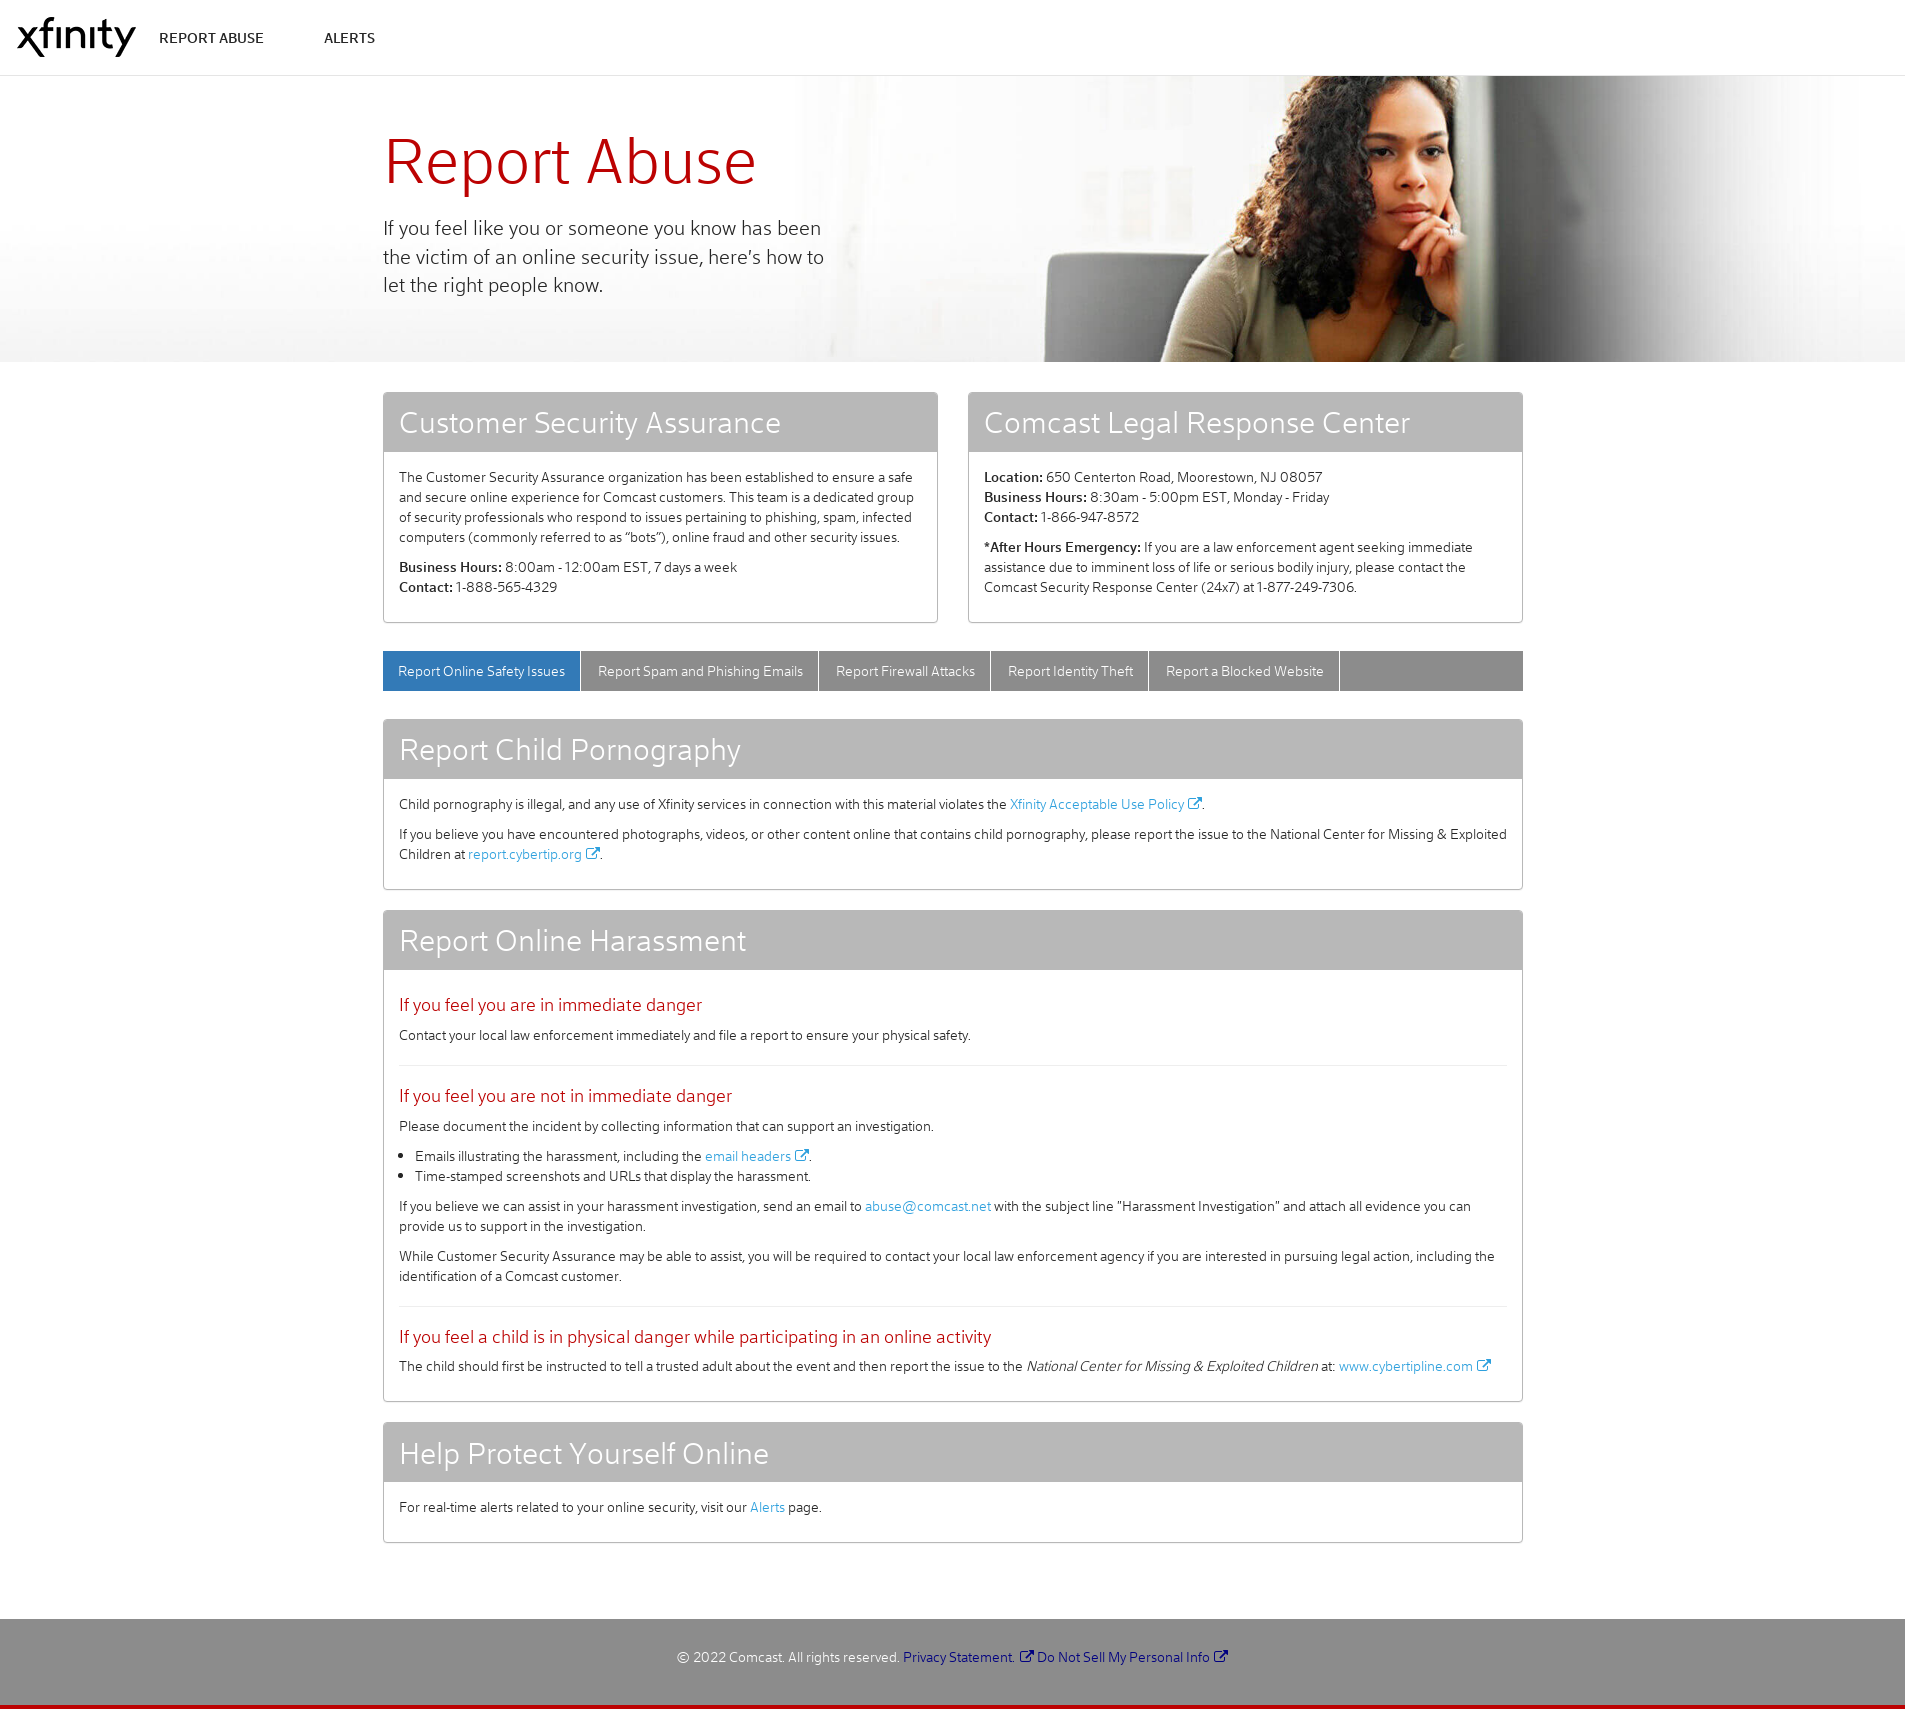 xfinity REPORT ABUSE ALERTS
Report Abuse
If you feel like you or someone you know has been
the victim of an online security issue, here's how to
let the right people know.
Customer Security Assurance
The Customer Security Assurance organization has been established to ensure a safe
and secure online experience for Comcast customers. This team is a dedicated group
of security professionals who respond to issues pertaining to phishing, spam, infected
computers (commonly referred to as “bots”), online fraud and other security issues.
Business Hours: 8:00am - 12:00am EST, 7 days a week
Contact: 1-888-565-4329
Comcast Legal Response Center
Location: 650 Centerton Road, Moorestown, NJ 08057
Business Hours: 8:30am - 5:00pm EST, Monday - Friday
Contact: 1-866-947-8572
*After Hours Emergency: If you are a law enforcement agent seeking immediate
assistance due to imminent loss of life or serious bodily injury, please contact the
Comcast Security Response Center (24x7) at 1-877-249-7306.
Report Online Safety Issues Report Spam and Phishing Emails Report Firewall Attacks Report Identity Theft Report a Blocked Website
Report Child Pornography
Child pornography is illegal, and any use of Xfinity services in connection with this material violates the Xfinity Acceptable Use Policy .
If you believe you have encountered photographs, videos, or other content online that contains child pornography, please report the issue to the National Center for Missing & Exploited
Children at report.cybertip.org .
Report Online Harassment
If you feel you are in immediate danger
Contact your local law enforcement immediately and file a report to ensure your physical safety.
If you feel you are not in immediate danger
Please document the incident by collecting information that can support an investigation.
• Emails illustrating the harassment, including the email headers .
• Time-stamped screenshots and URLs that display the harassment.
If you believe we can assist in your harassment investigation, send an email to abuse@comcast.net with the subject line "Harassment Investigation" and attach all evidence you can
provide us to support in the investigation.
While Customer Security Assurance may be able to assist, you will be required to contact your local law enforcement agency if you are interested in pursuing legal action, including the
identification of a Comcast customer.
If you feel a child is in physical danger while participating in an online activity
The child should first be instructed to tell a trusted adult about the event and then report the issue to the National Center for Missing & Exploited Children at: www.cybertipline.com
Help Protect Yourself Online
For real-time alerts related to your online security, visit our Alerts page.
© 2022 Comcast. All rights reserved. Privacy Statement. Do Not Sell My Personal Info